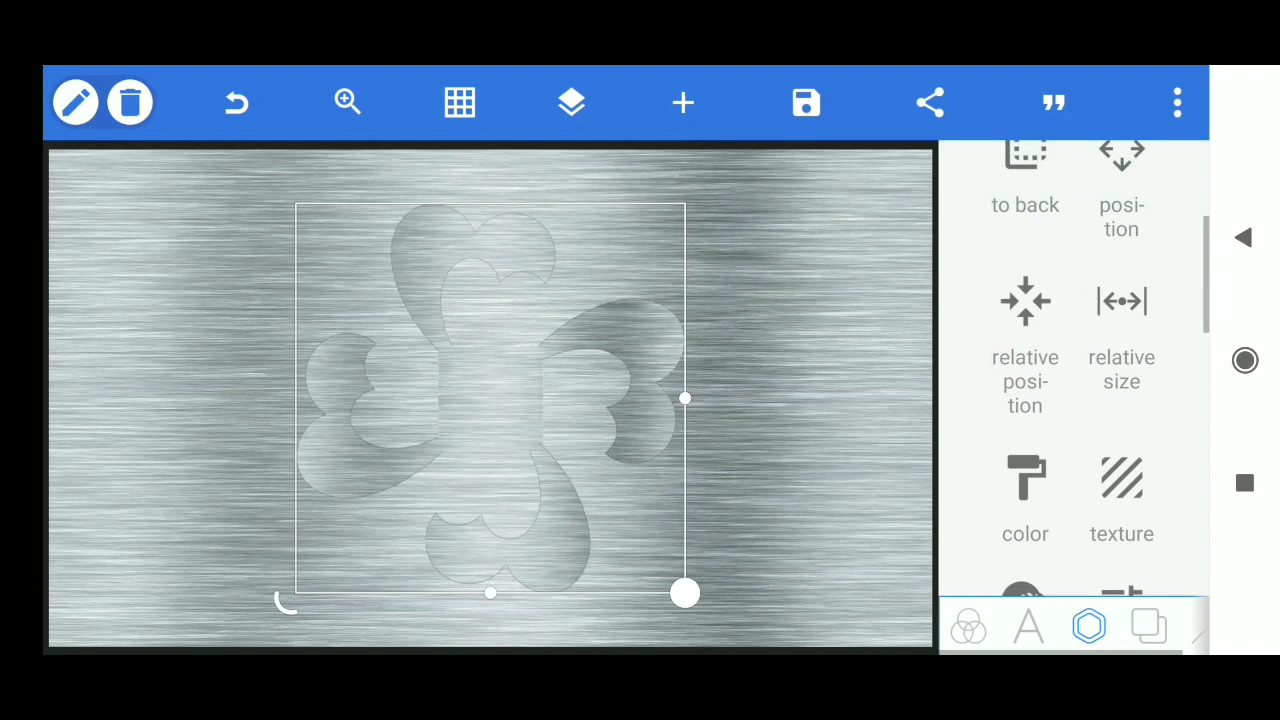 to back
posi-
tion
relative
posi-
tion
relative
size
color
texture